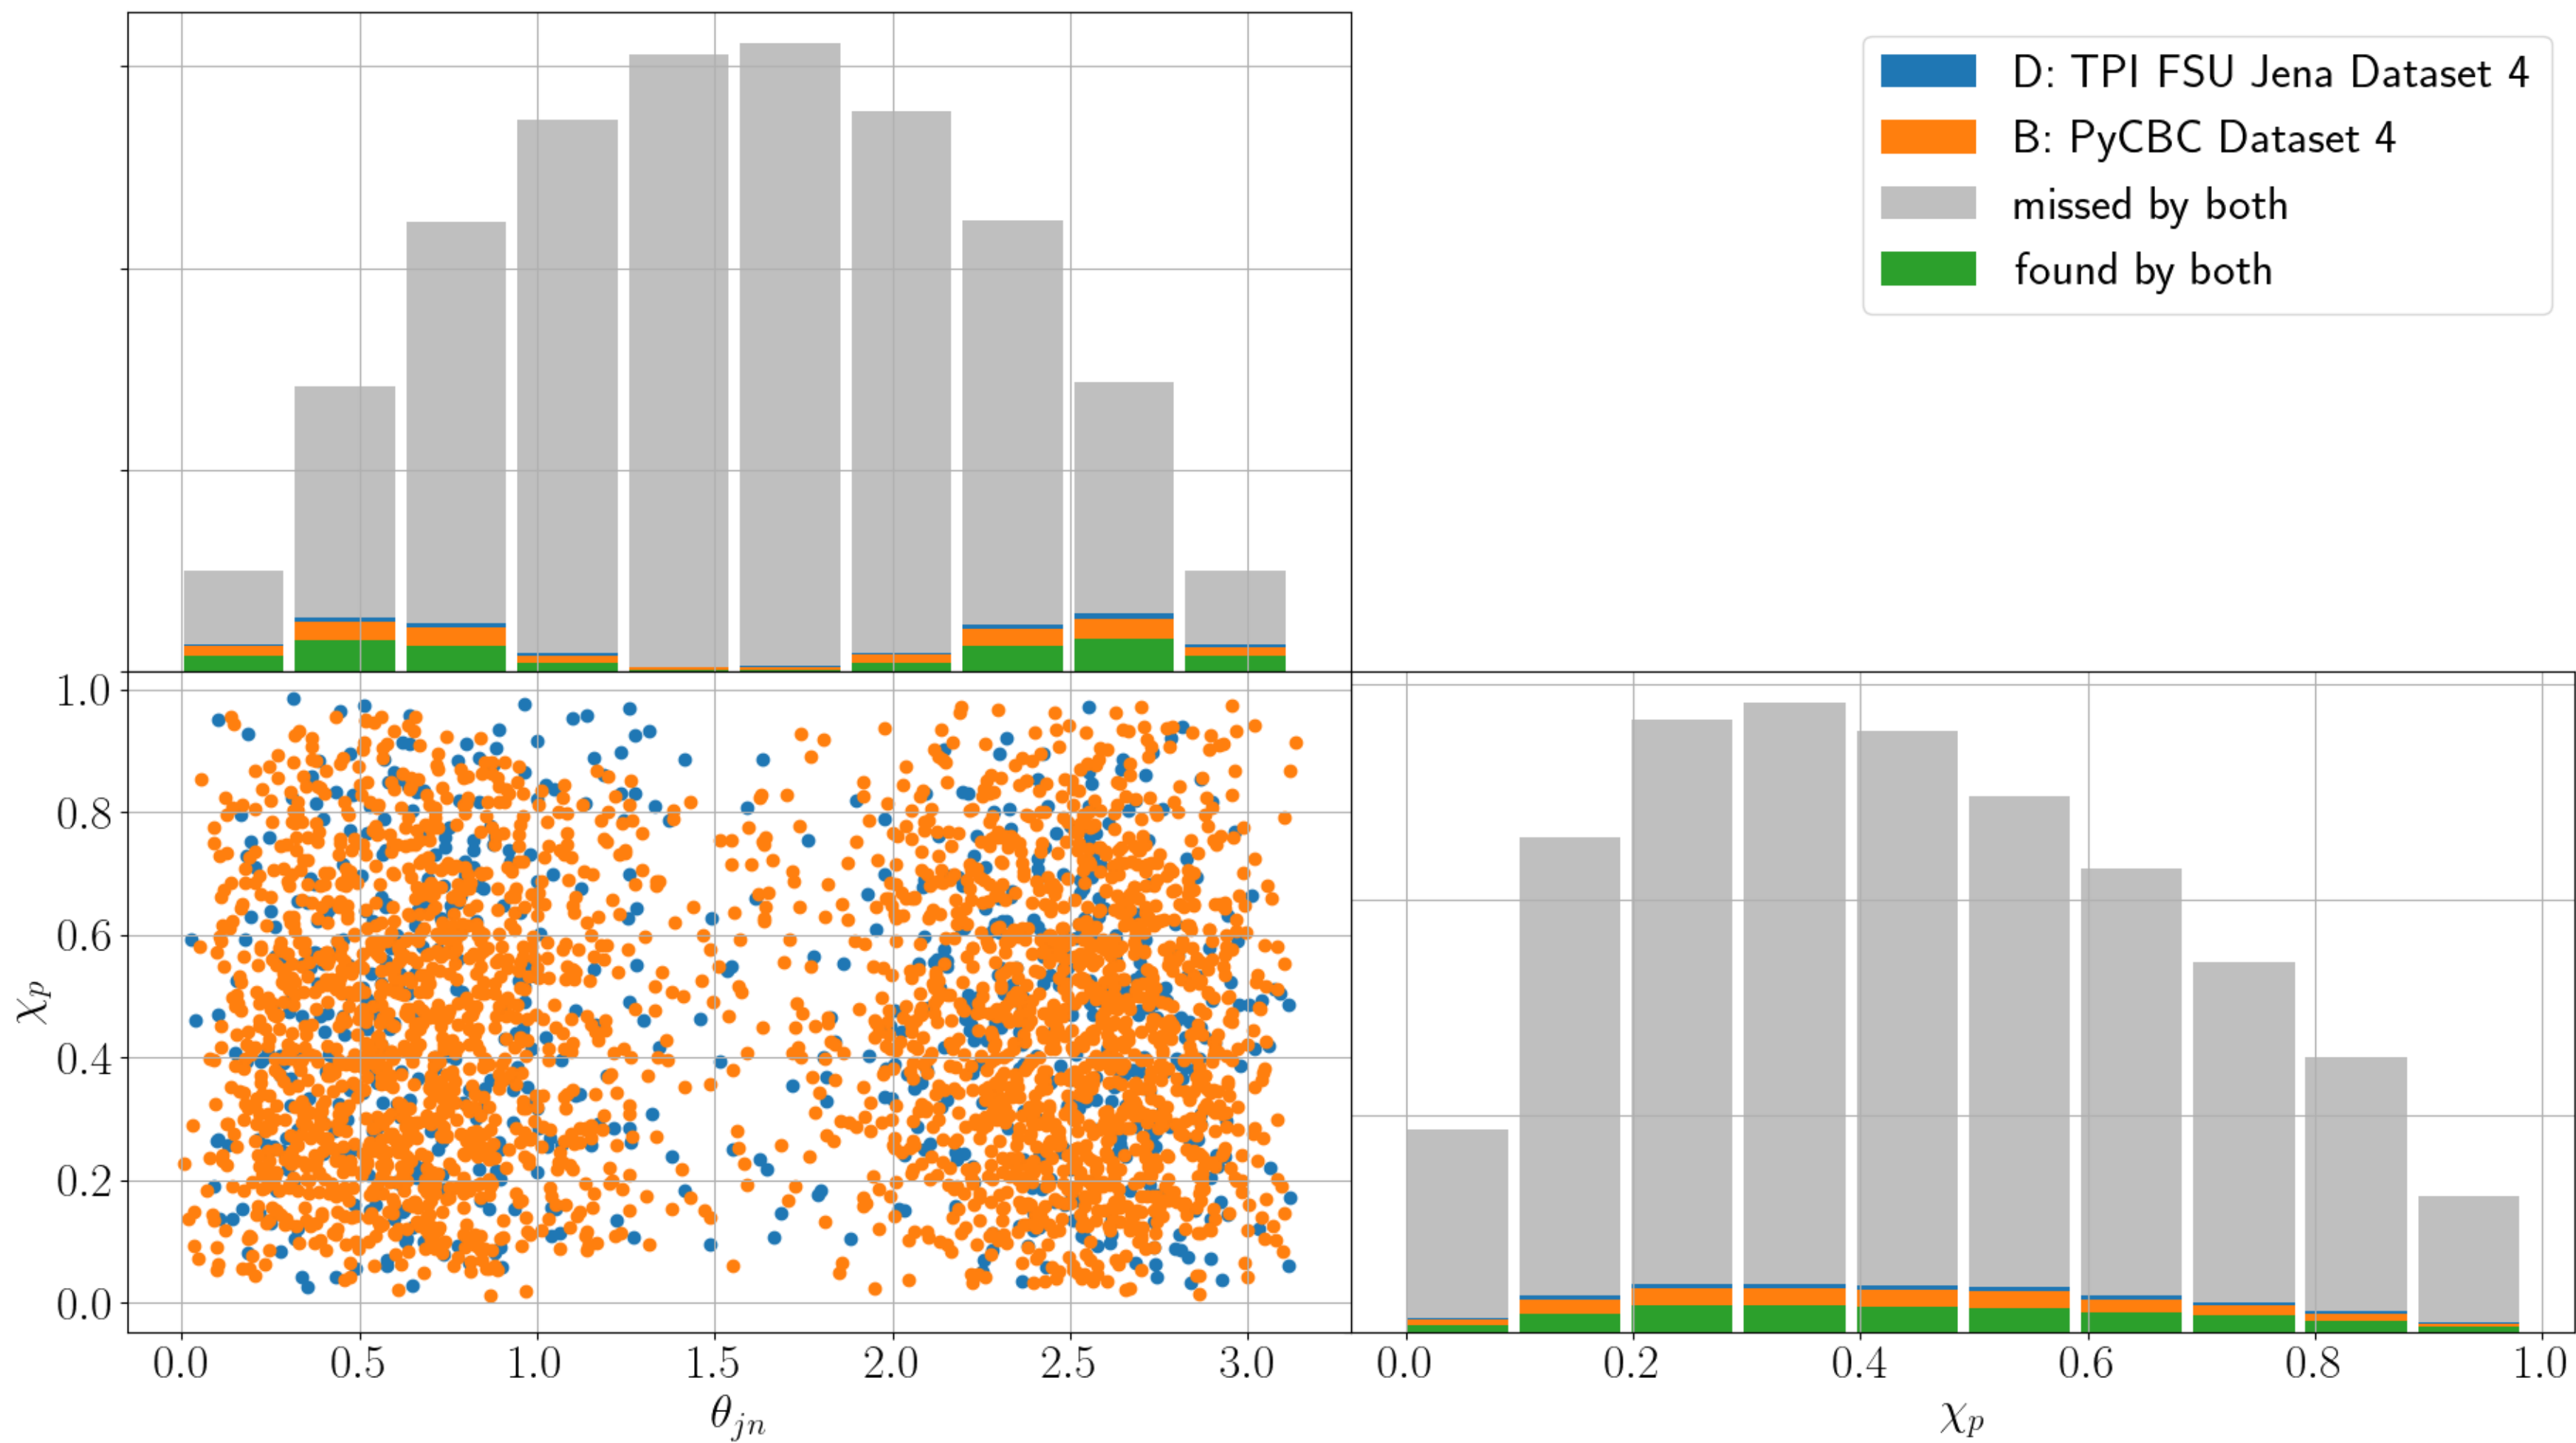 D: TPI FSU Jena Dataset 4
B: PyCBC Dataset 4
missed by both
found by both
1.0
0.8
0.6
0.4
0.2
0.0
χp
0.0 0.5 1.0 1.5 2.0 2.5 3.0
θjn
0.0 0.2 0.4 0.6 0.8 1.0
χp